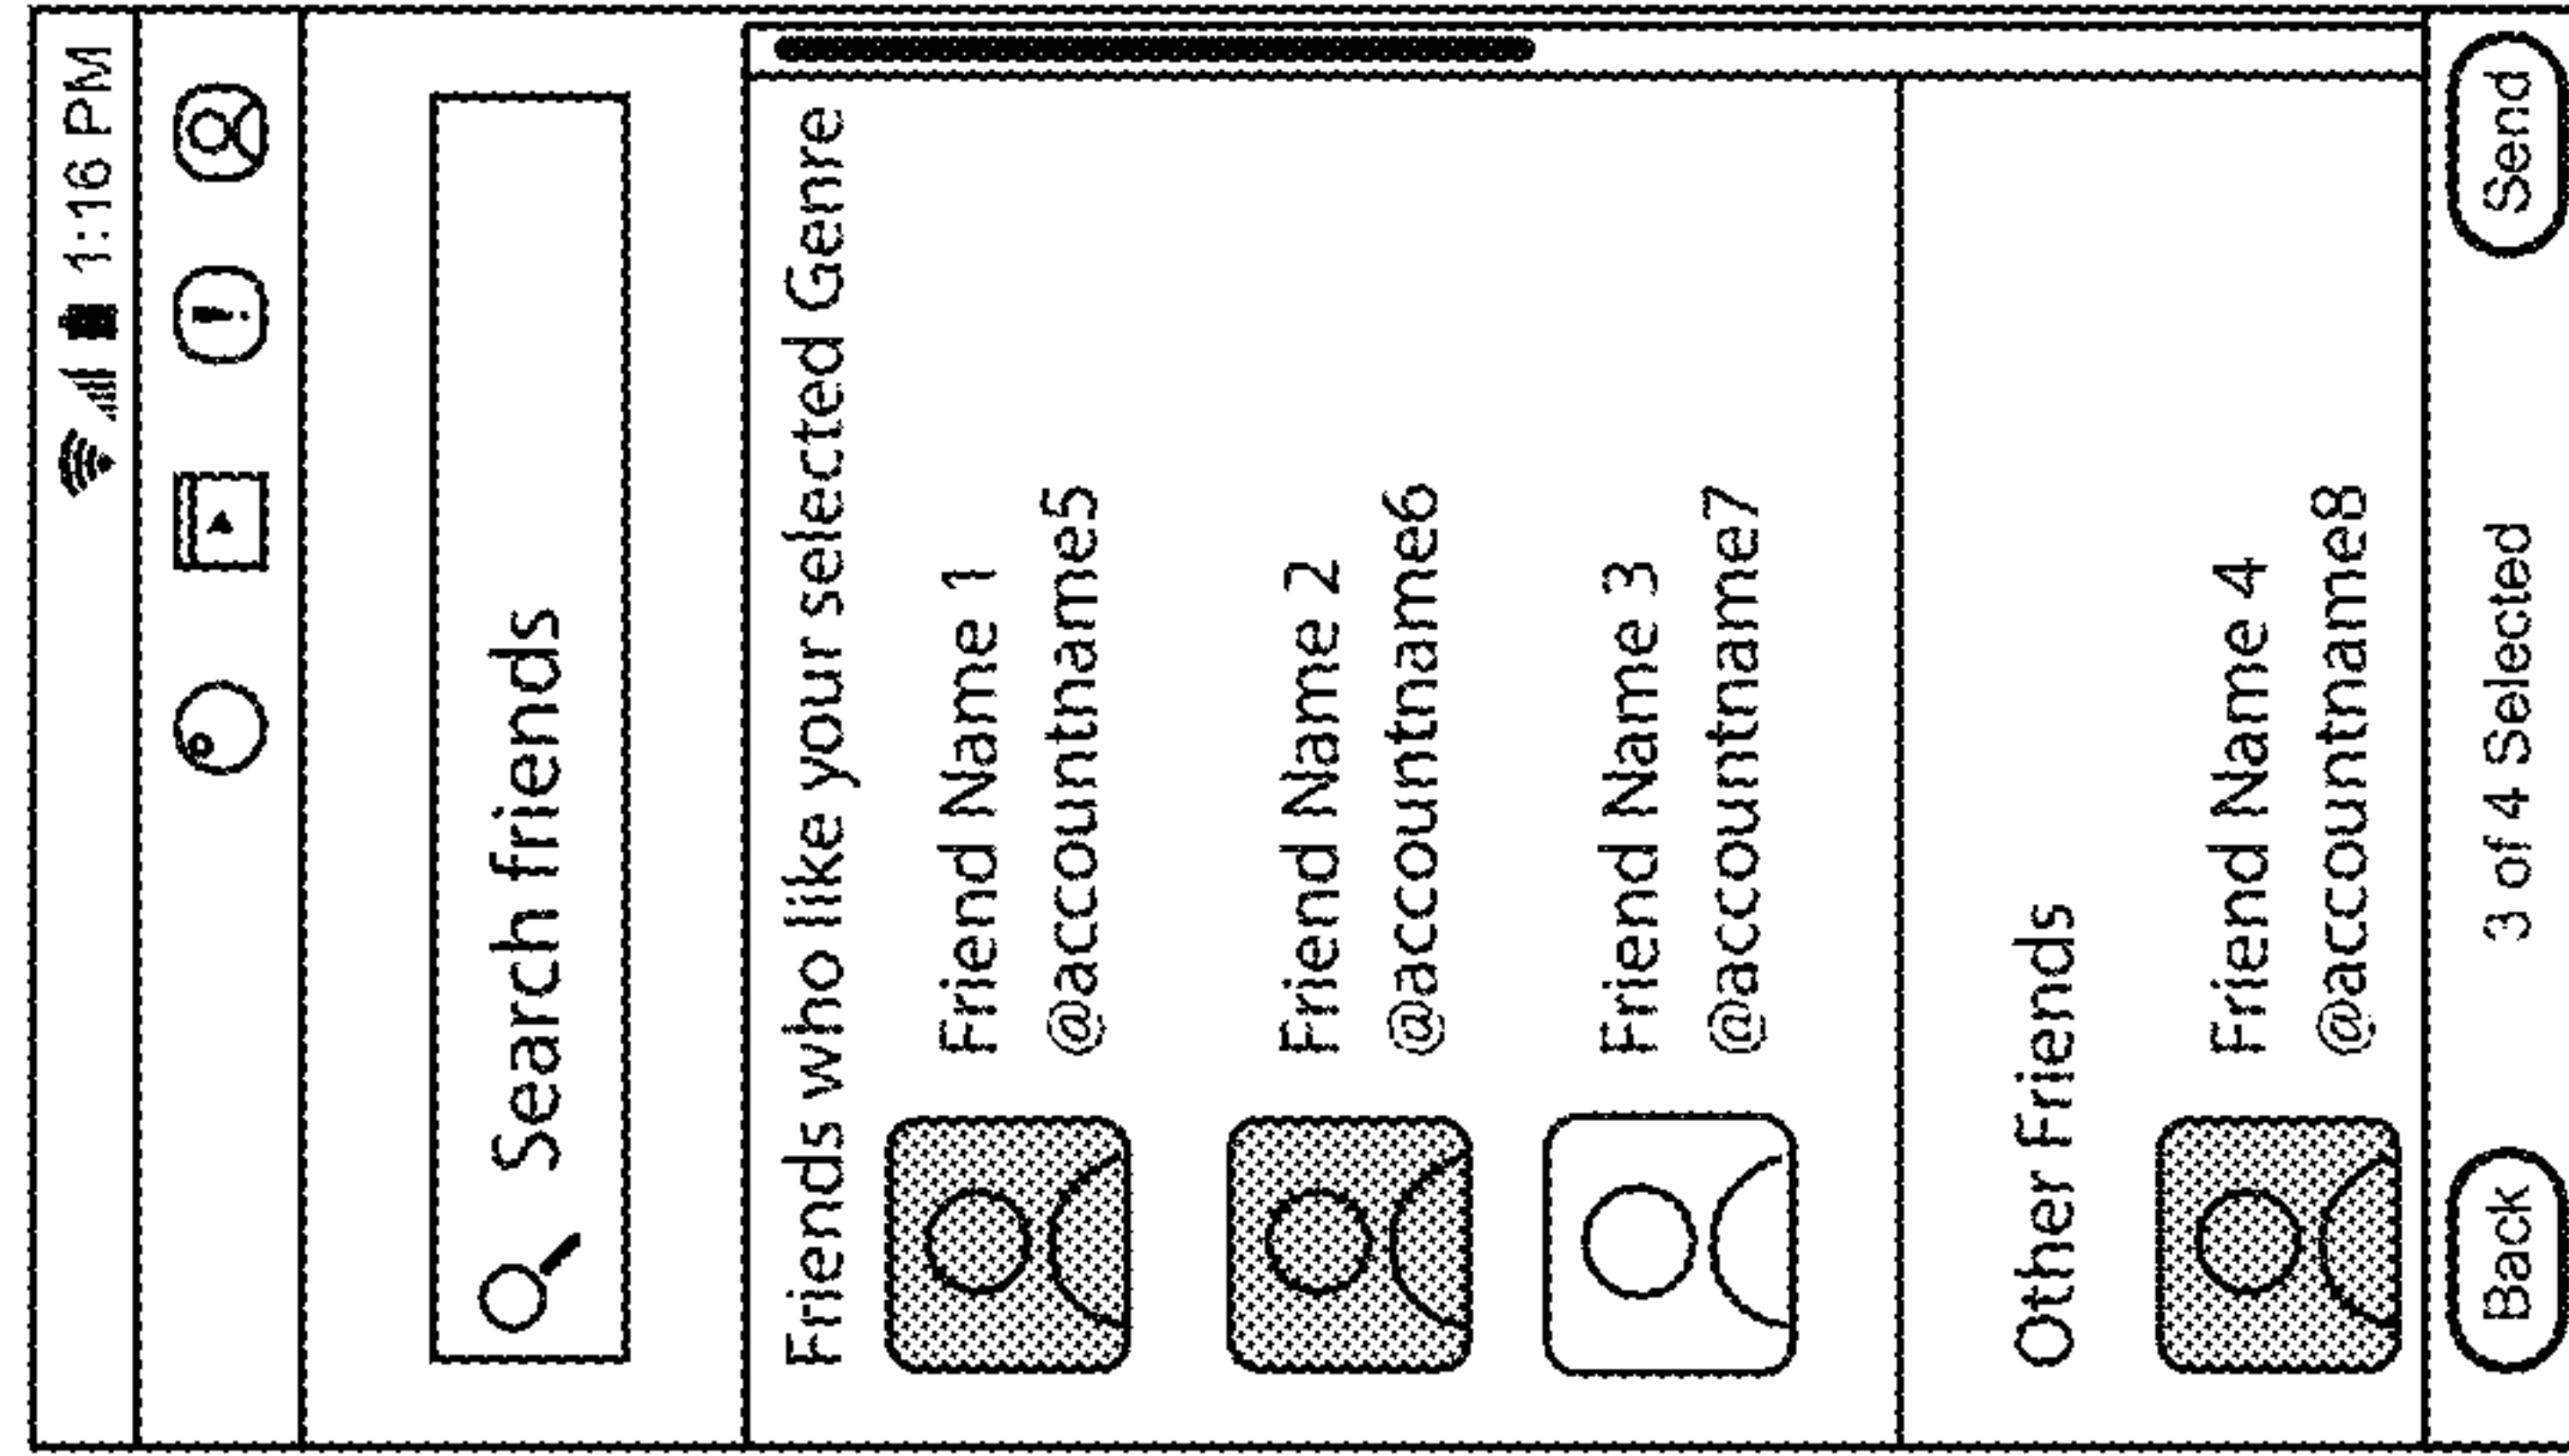 1:16 PM
Search friends
Friends who like your selected Genre
Friend Name 1
@accountname5
Friend Name 2
@accountname6
Friend Name 3
@accountname7
Other Friends
Friend Name 4
@accountname8
Back
3 of 4 Selected
Send